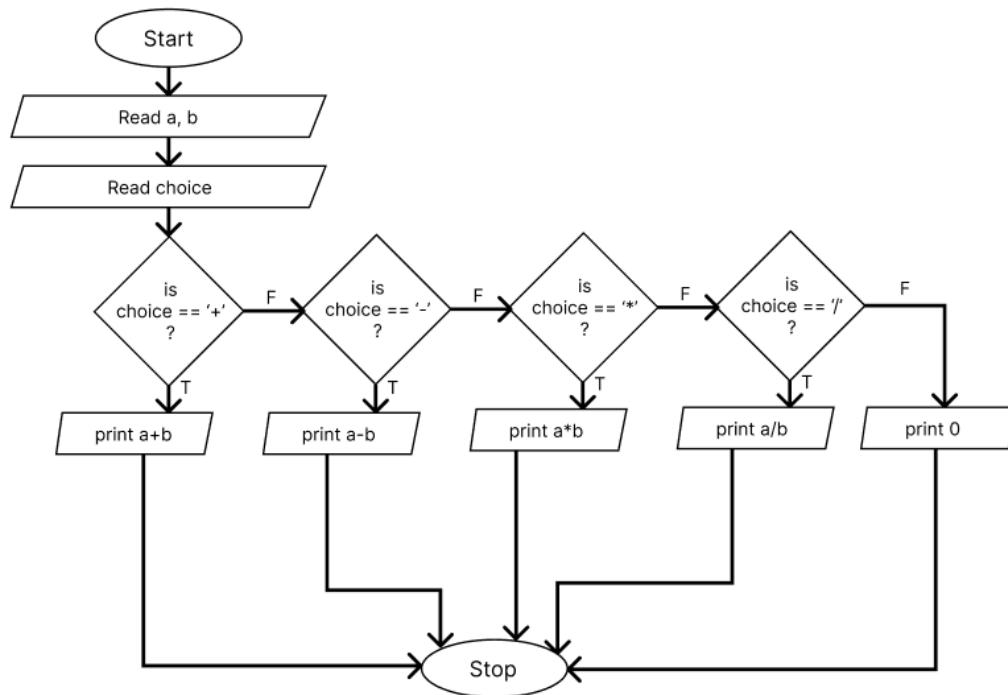 Start
Read a, b
Read choice
is
choice == ‘+’
?
F
T
is
choice == ‘-’
?
F
T
is
choice == ‘*’
?
F
T
is
choice == ‘/’
?
F
T
print a+b
print a-b
print a*b
print a/b
print 0
Stop